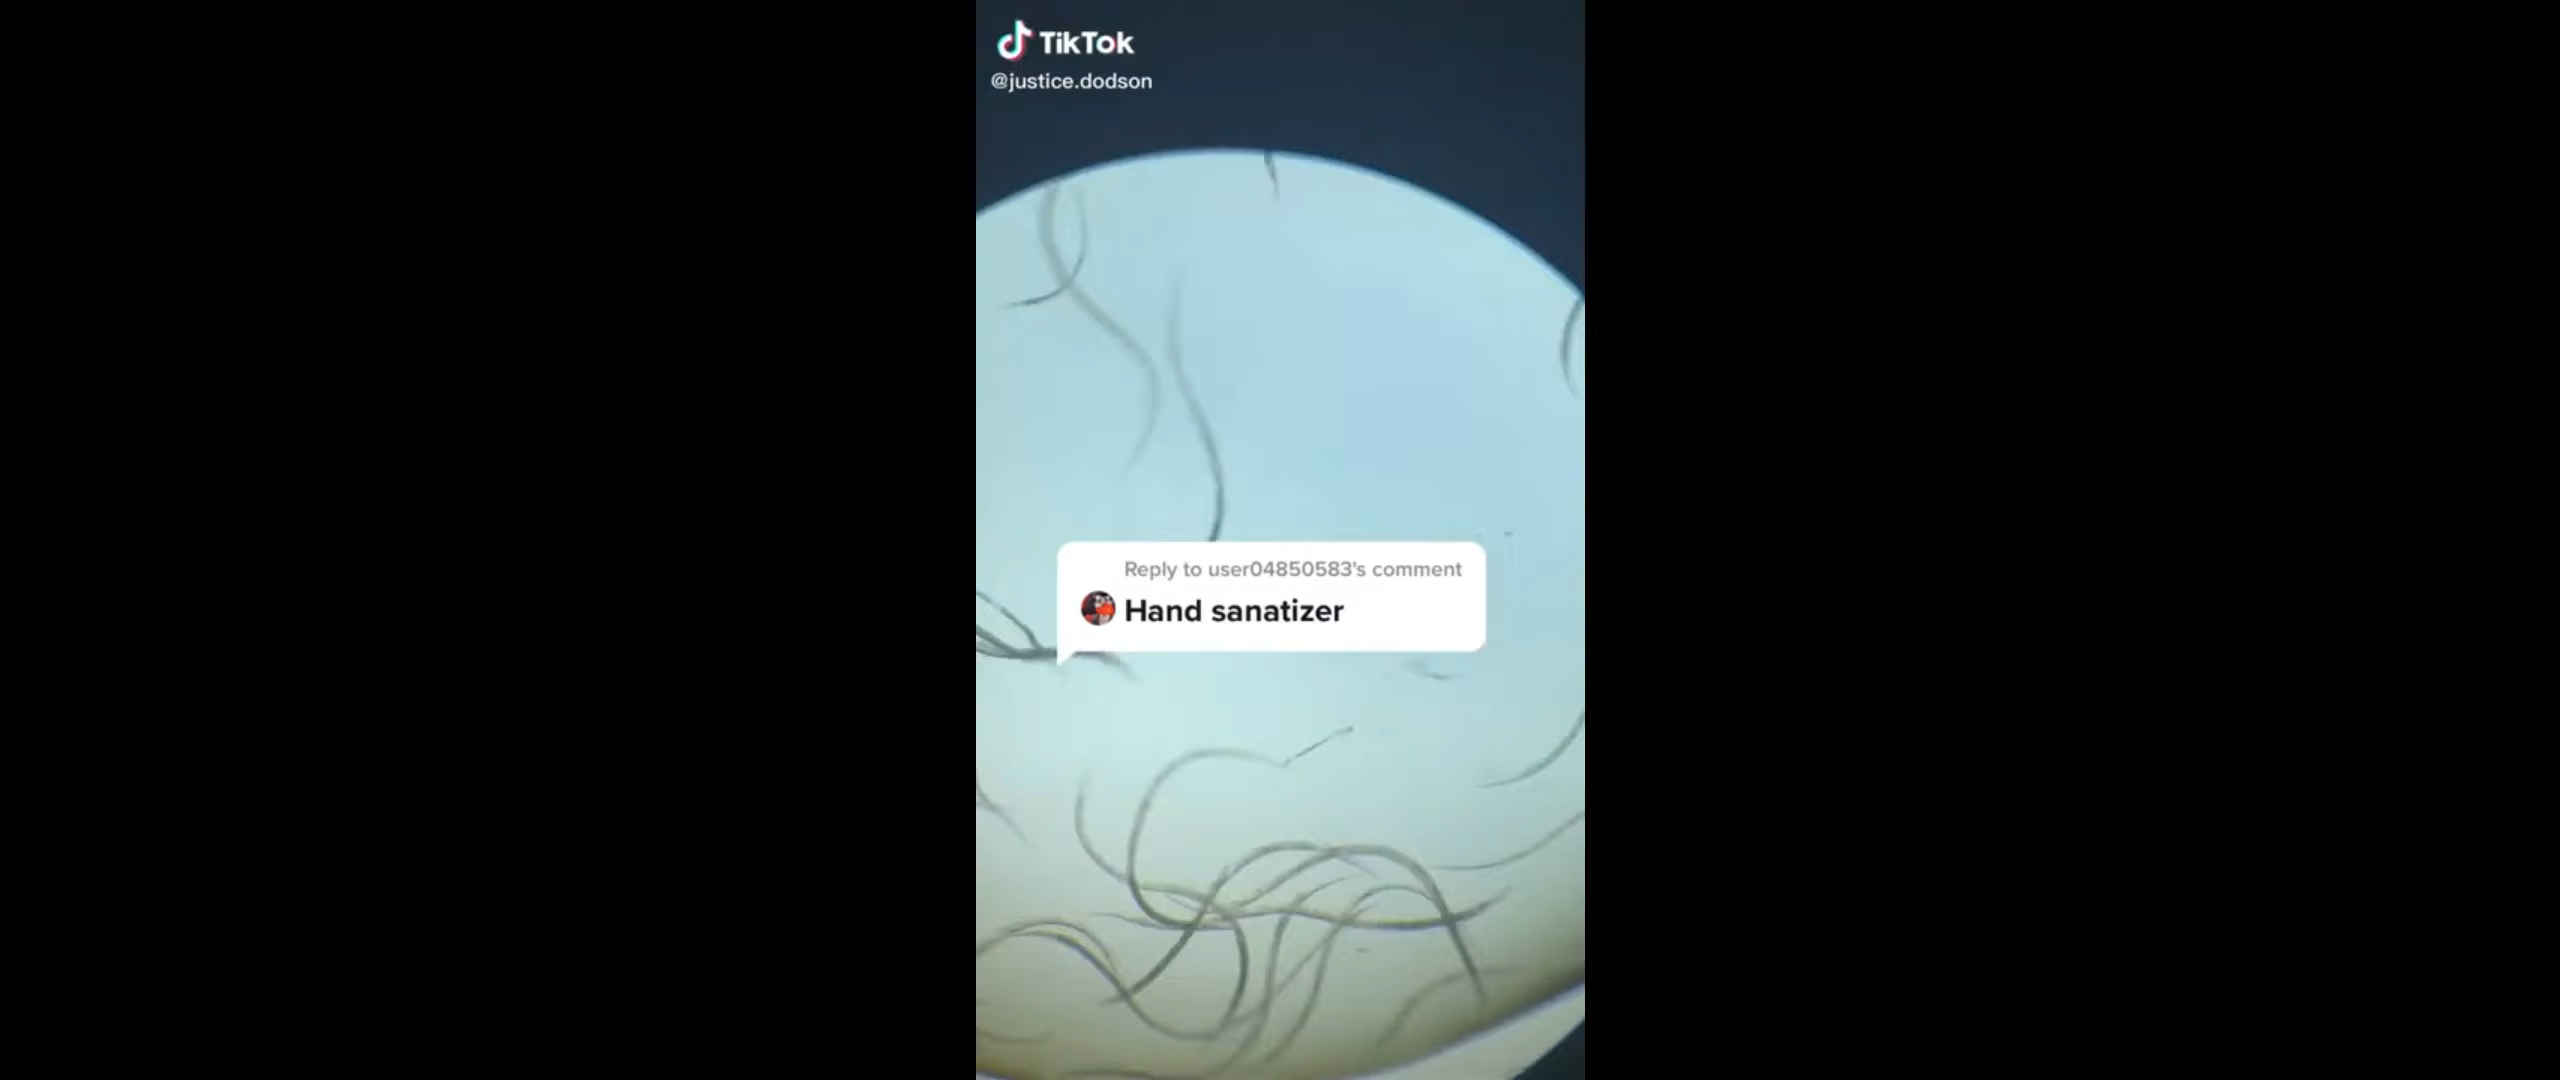 TikTok
@justice.dodson
Reply to user04850583's comment
Hand sanatizer